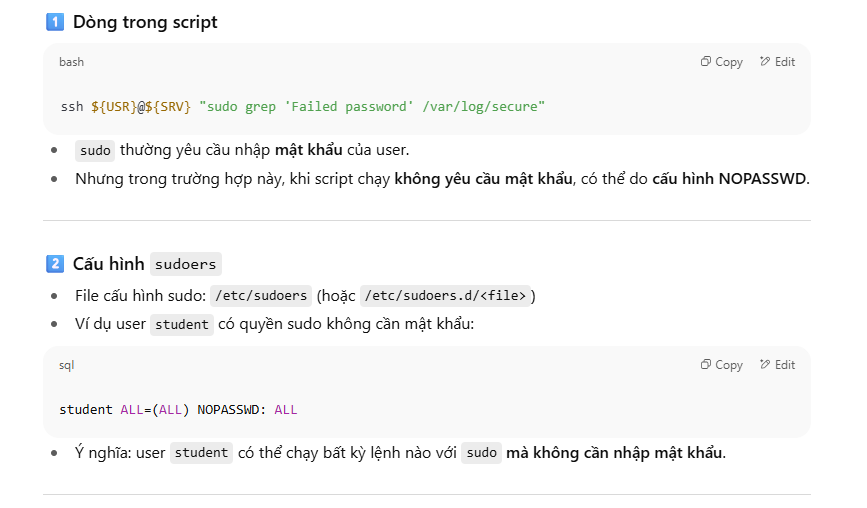 1 Dòng trong script
bash
Copy
Edit
ssh ${USR}@${SRV} "sudo grep 'Failed password' /var/log/secure"
• sudo thường yêu cầu nhập mật khẩu của user.
• Nhưng trong trường hợp này, khi script chạy không yêu cầu mật khẩu, có thể do cấu hình NOPASSWD.
2 Cấu hình sudoers
• File cấu hình sudo: /etc/sudoers (hoặc /etc/sudoers.d/<file>)
• Ví dụ user student có quyền sudo không cần mật khẩu:
sql
Copy
Edit
student ALL=(ALL) NOPASSWD: ALL
• Ý nghĩa: user student có thể chạy bất kỳ lệnh nào với sudo mà không cần nhập mật khẩu.